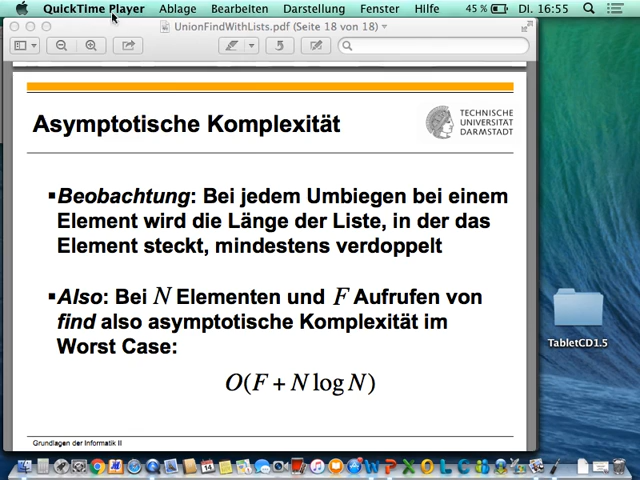 QuickTime Player Ablage Bearbeiten Darstellung Fenster Hilfe 45 % Di. 16:55
UnionFindWithLists.pdf (Seite 18 von 18)
Asymptotische Komplexität
TECHNISCHE
UNIVERSITÄT
DARMSTADT
▪Beobachtung: Bei jedem Umbiegen bei einem
Element wird die Länge der Liste, in der das
Element steckt, mindestens verdoppelt
▪Also: Bei N Elementen und F Aufrufen von
find also asymptotische Komplexität im
Worst Case:
O(F + N log N)
TabletCD1.5
Grundlagen der Informatik II